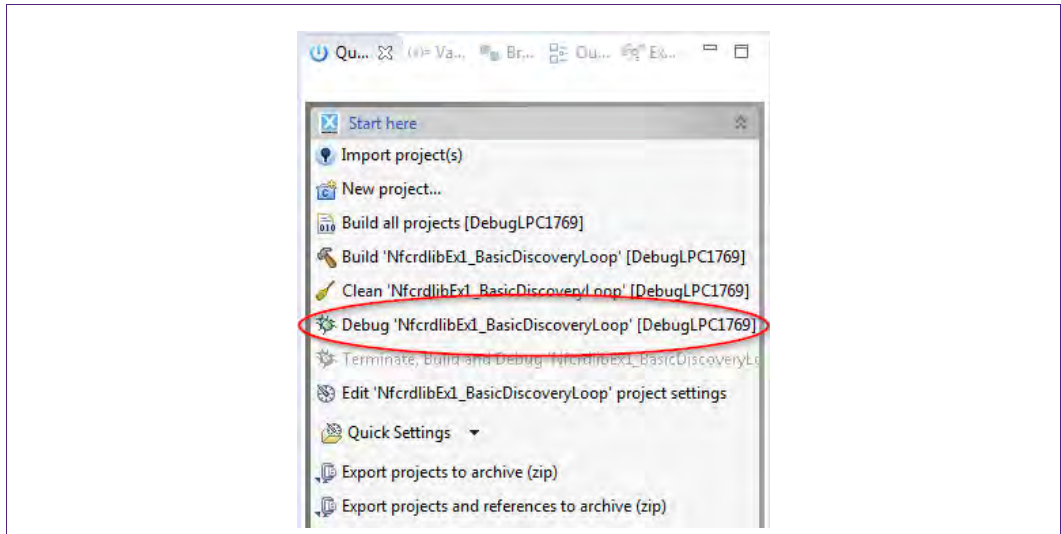 Qu... (x)= Va... Br... Ou... Ex...
Start here
Import project(s)
New project...
Build all projects [DebugLPC1769]
Build 'NfcrdlibEx1_BasicDiscoveryLoop' [DebugLPC1769]
Clean 'NfcrdlibEx1_BasicDiscoveryLoop' [DebugLPC1769]
Debug 'NfcrdlibEx1_BasicDiscoveryLoop' [DebugLPC1769]
Terminate, Build and Debug 'NfcrdlibEx1_BasicDiscoveryLo
Edit 'NfcrdlibEx1_BasicDiscoveryLoop' project settings
Quick Settings
Export projects to archive (zip)
Export projects and references to archive (zip)